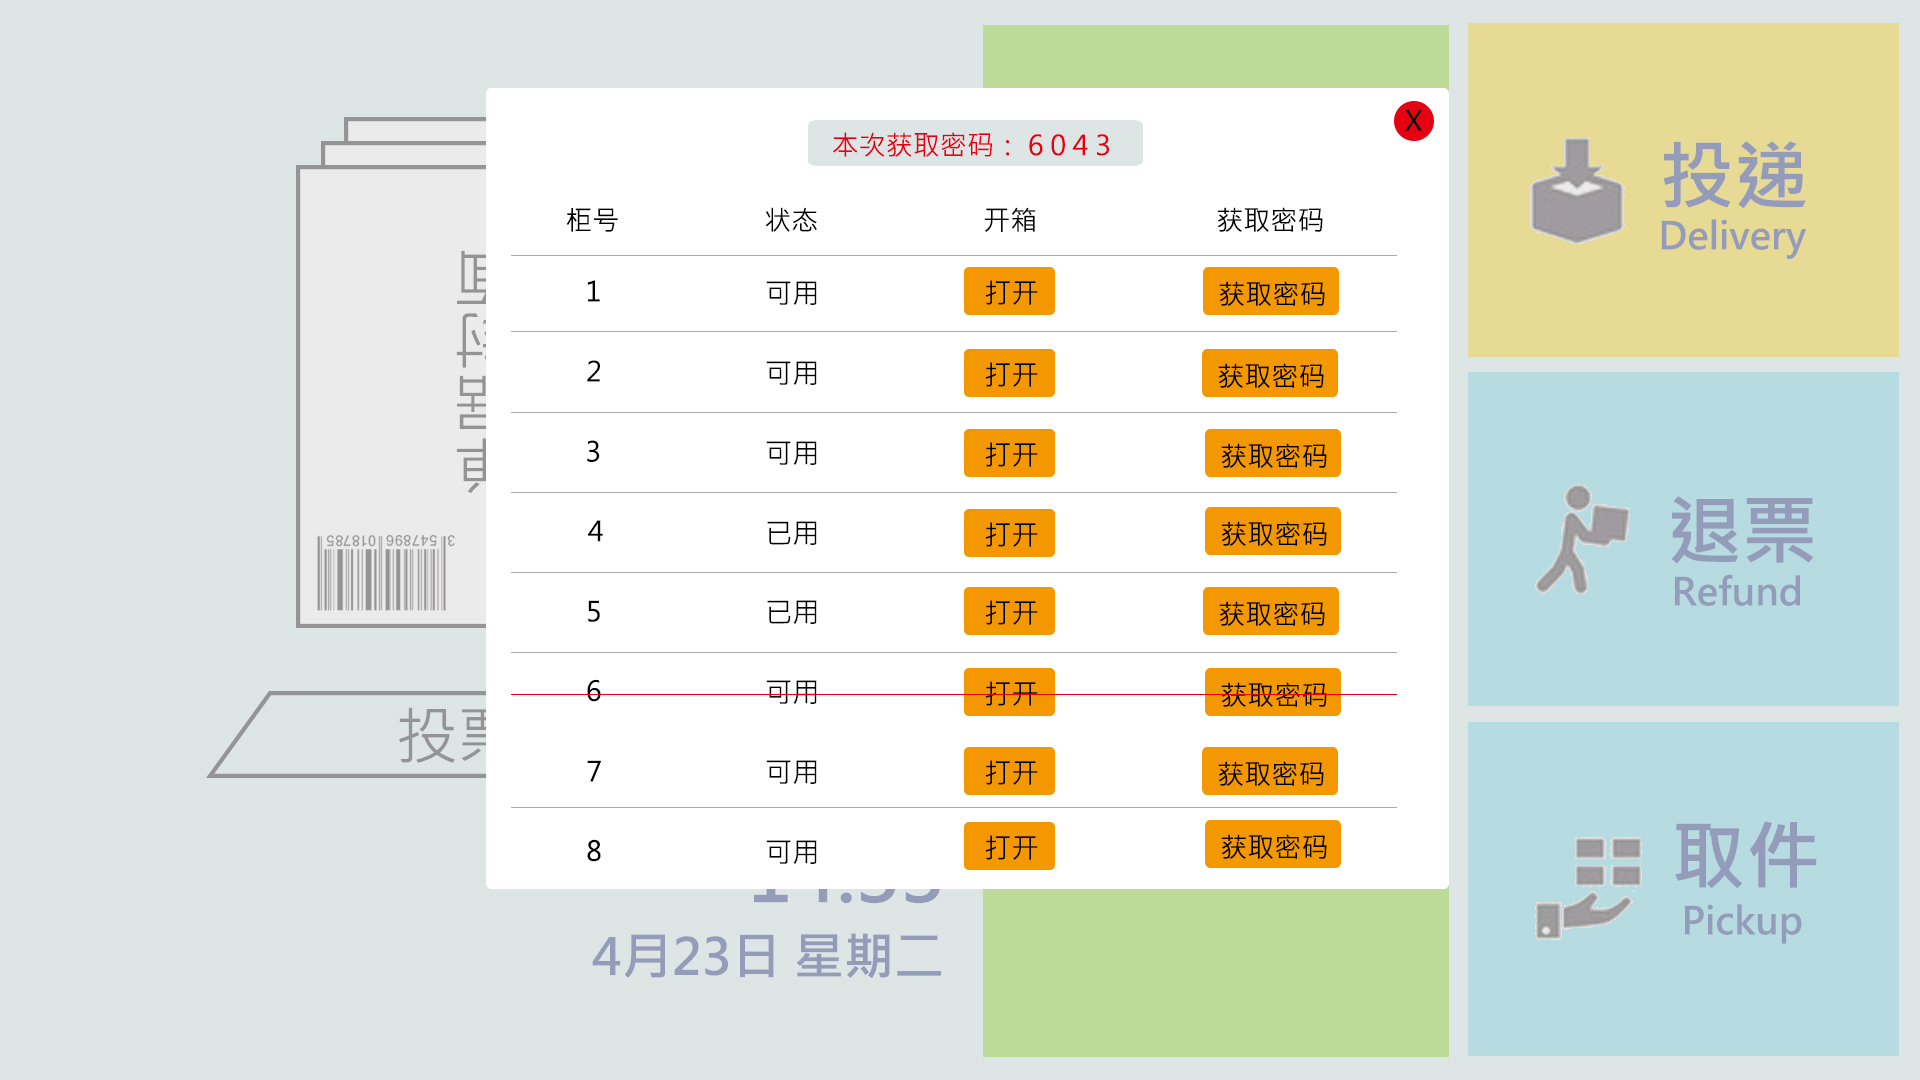 本次获取密码：6043
X
柜号 状态 开箱 获取密码
1 可用 打开 获取密码
2 可用 打开 获取密码
3 可用 打开 获取密码
4 已用 打开 获取密码
5 已用 打开 获取密码
6 可用 打开 获取密码
7 可用 打开 获取密码
8 可用 打开 获取密码
单据封面
3 547896 018785
投票
4月23日 星期二
投递
Delivery
退票
Refund
取件
Pickup